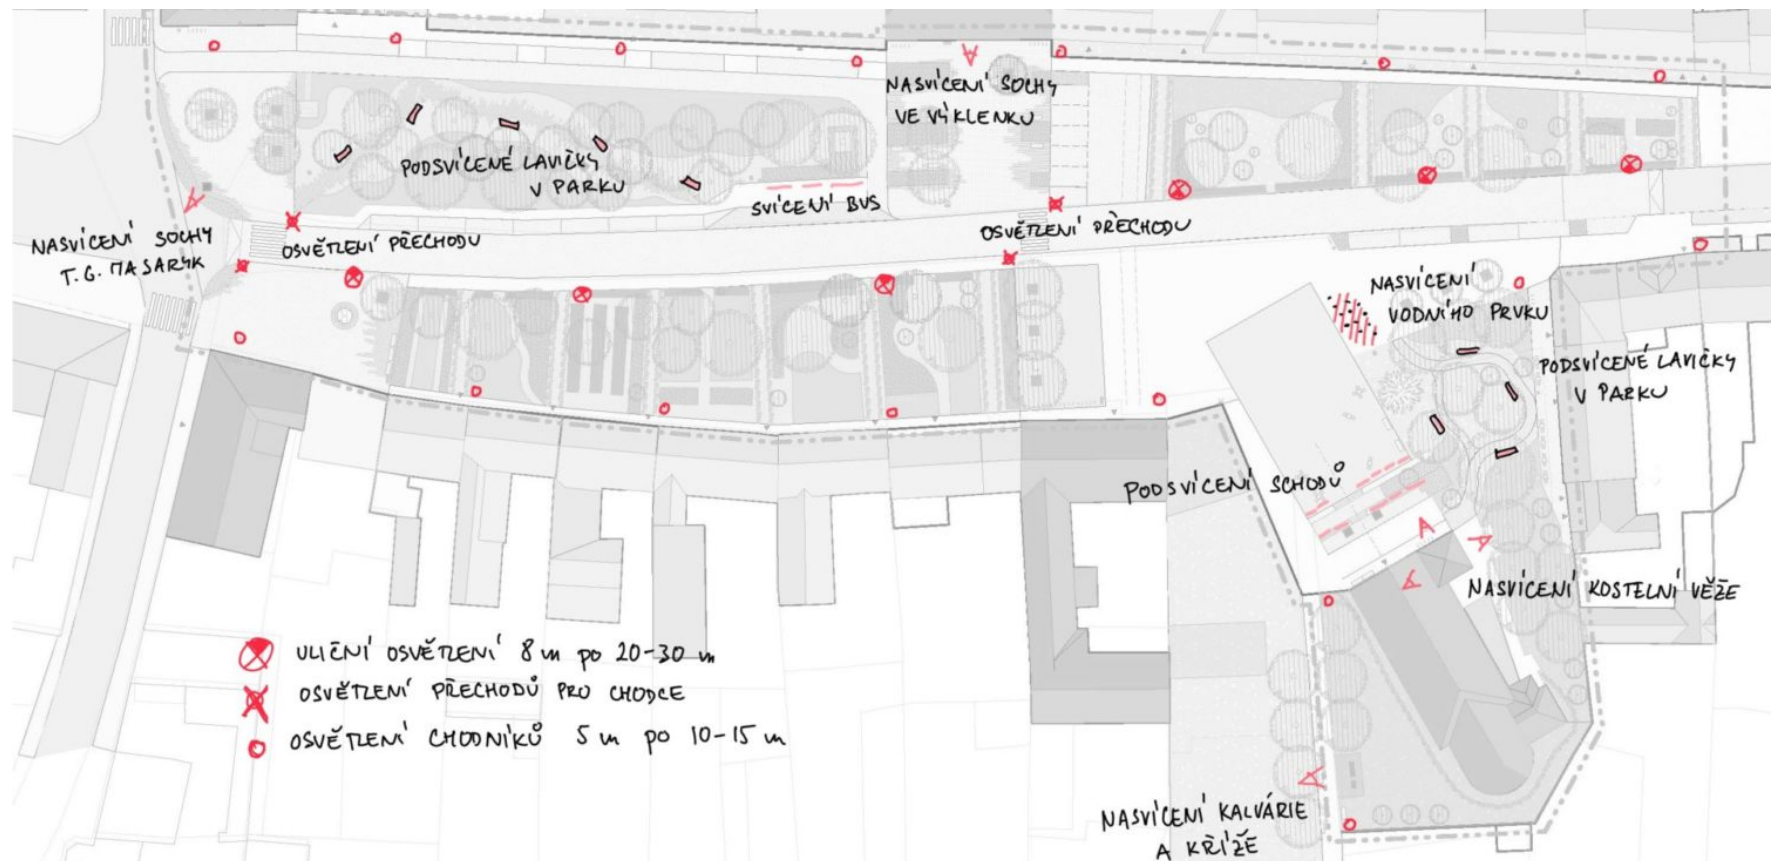 NASVÍCENÍ SOCHY
VE VÝKLENKU
PODSVÍCENÉ LAVIČKY
V PARKU
SVÍCENÍ BUS
NASVÍCENÍ SOCHY
T. G. MASARYK
OSVĚTLENÍ PŘECHODU
OSVĚTLENÍ PŘECHODU
NASVÍCENÍ
VODNÍHO PRVKU
PODSVÍCENÉ LAVIČKY
V PARKU
PODSVÍCENÍ SCHODŮ
NASVÍCENÍ KOSTELNÍ VĚŽE
ULIČNÍ OSVĚTLENÍ 8 m po 20-30 m
OSVĚTLENÍ PŘECHODŮ PRO CHODCE
OSVĚTLENÍ CHODNÍKŮ 5 m po 10-15 m
NASVÍCENÍ KALVÁRIE
A KŘÍŽE